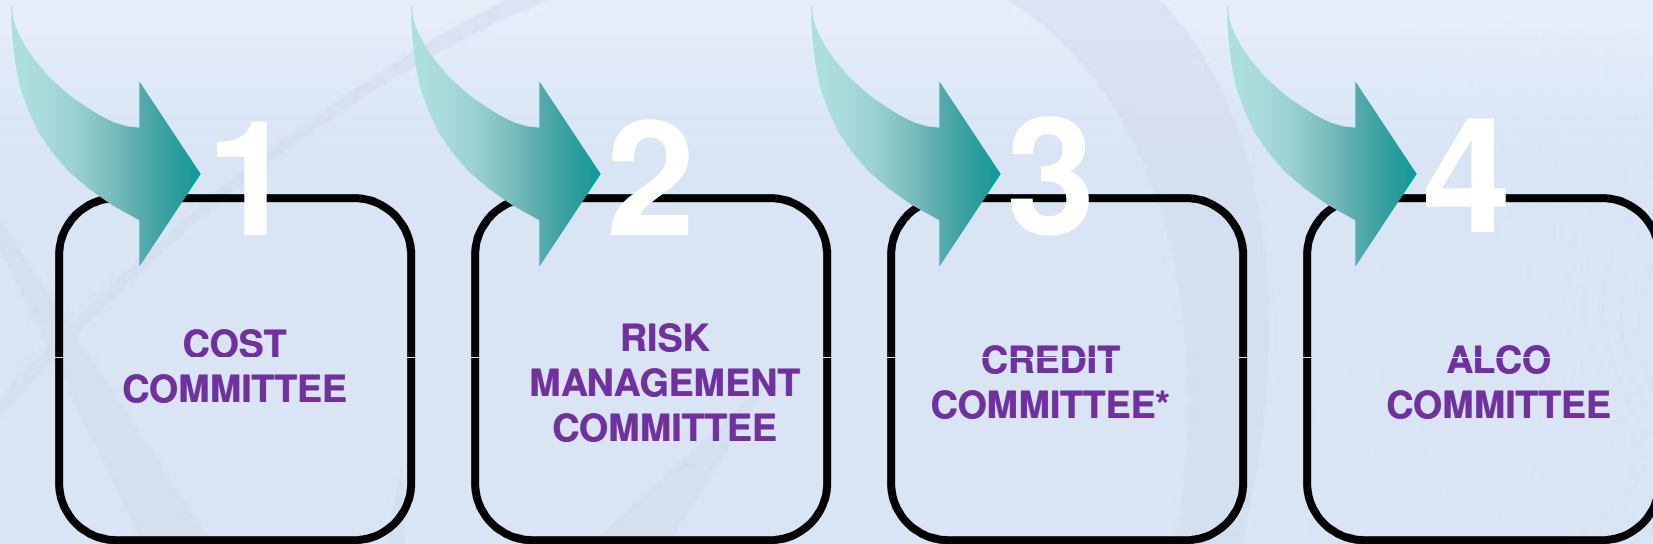 1
COST
COMMITTEE
2
RISK
MANAGEMENT
COMMITTEE
3
CREDIT
COMMITTEE*
4
ALCO
COMMITTEE